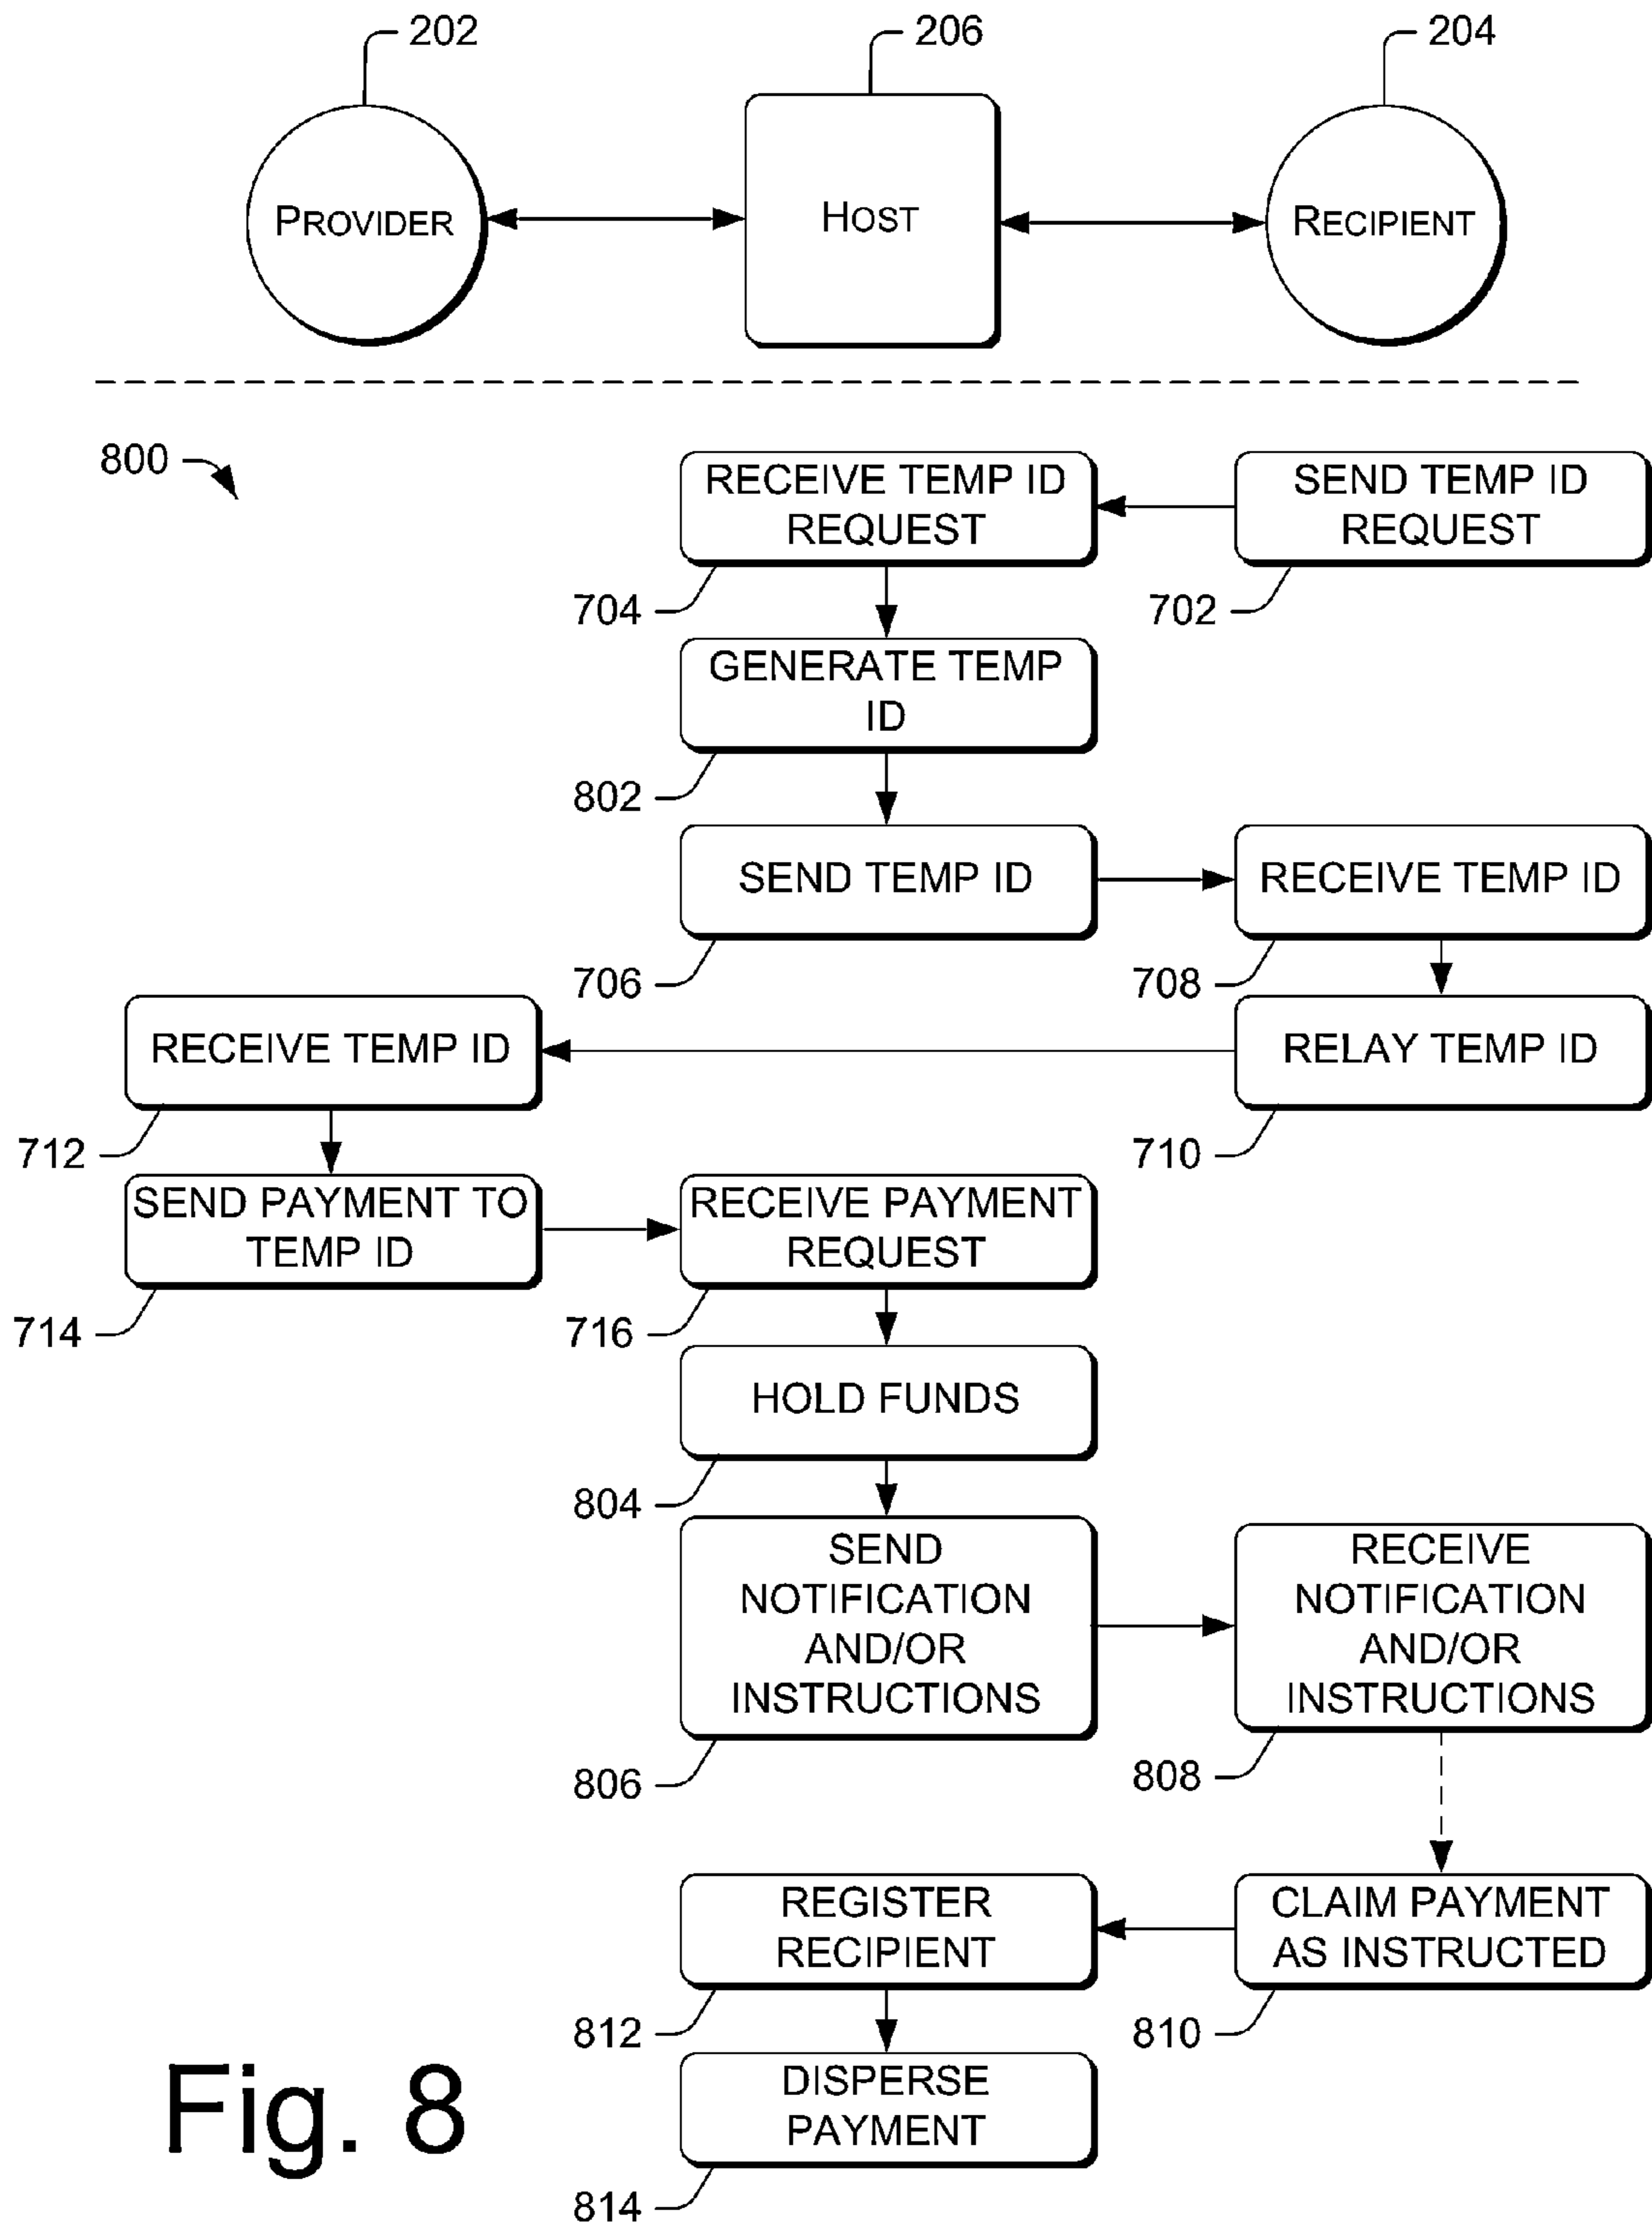 202
206
204
PROVIDER
HOST
RECIPIENT
800
RECEIVE TEMP ID
REQUEST
SEND TEMP ID
REQUEST
704
702
GENERATE TEMP
ID
802
SEND TEMP ID
RECEIVE TEMP ID
706
708
RECEIVE TEMP ID
RELAY TEMP ID
712
710
SEND PAYMENT TO
TEMP ID
RECEIVE PAYMENT
REQUEST
714
716
HOLD FUNDS
804
SEND
NOTIFICATION
AND/OR
INSTRUCTIONS
RECEIVE
NOTIFICATION
AND/OR
INSTRUCTIONS
806
808
REGISTER
RECIPIENT
CLAIM PAYMENT
AS INSTRUCTED
812
810
DISPERSE
PAYMENT
814
Fig. 8